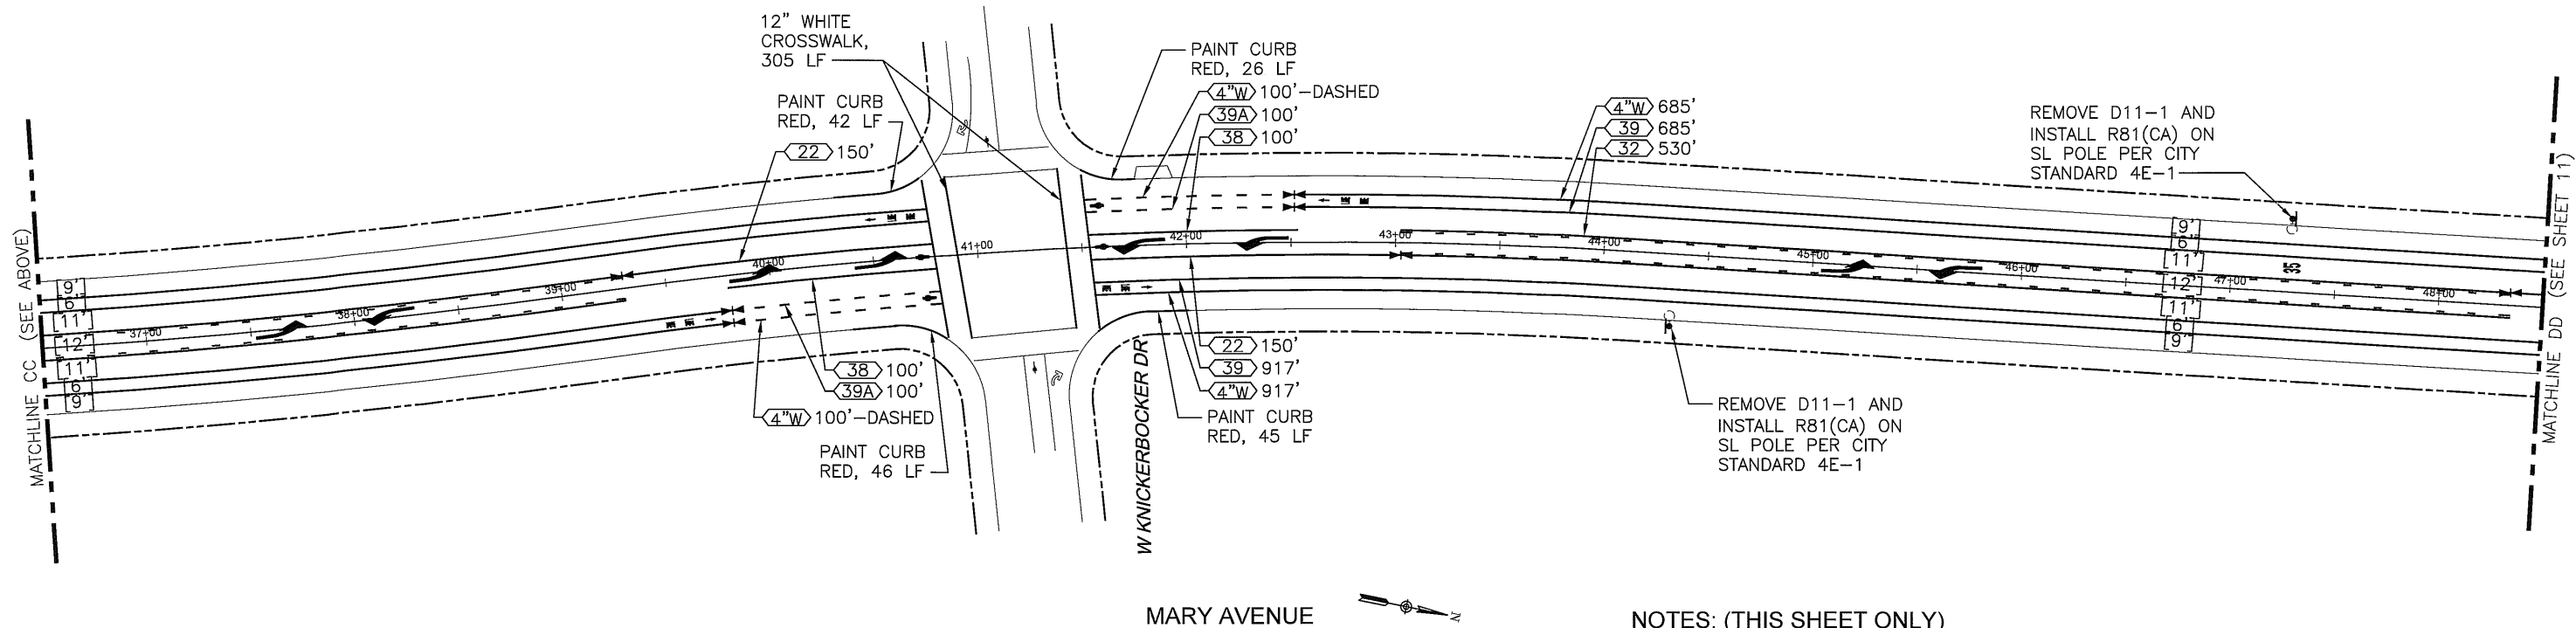 12" WHITE
CROSSWALK,
305 LF
PAINT CURB
RED, 42 LF
22 150'
PAINT CURB
RED, 26 LF
4"W 100'-DASHED
39A 100'
38 100'
4"W 685'
39 685'
32 530'
REMOVE D11-1 AND
INSTALL R81(CA) ON
SL POLE PER CITY
STANDARD 4E-1
MATCHLINE CC (SEE ABOVE)
MATCHLINE DD (SEE SHEET 11)
[9']
[6']
[11']
[12']
[11']
[6']
[9']
37+00
38+00
39+00
40+00
41+00
42+00
43+00
44+00
45+00
46+00
47+00
48+00
[9']
[6']
[11']
[12']
[11']
[6']
[9']
35
38 100'
39A 100'
4"W 100'-DASHED
PAINT CURB
RED, 46 LF
W KNICKERBOCKER DR
22 150'
39 917'
4"W 917'
PAINT CURB
RED, 45 LF
REMOVE D11-1 AND
INSTALL R81(CA) ON
SL POLE PER CITY
STANDARD 4E-1
MARY AVENUE
N
NOTES: (THIS SHEET ONLY)